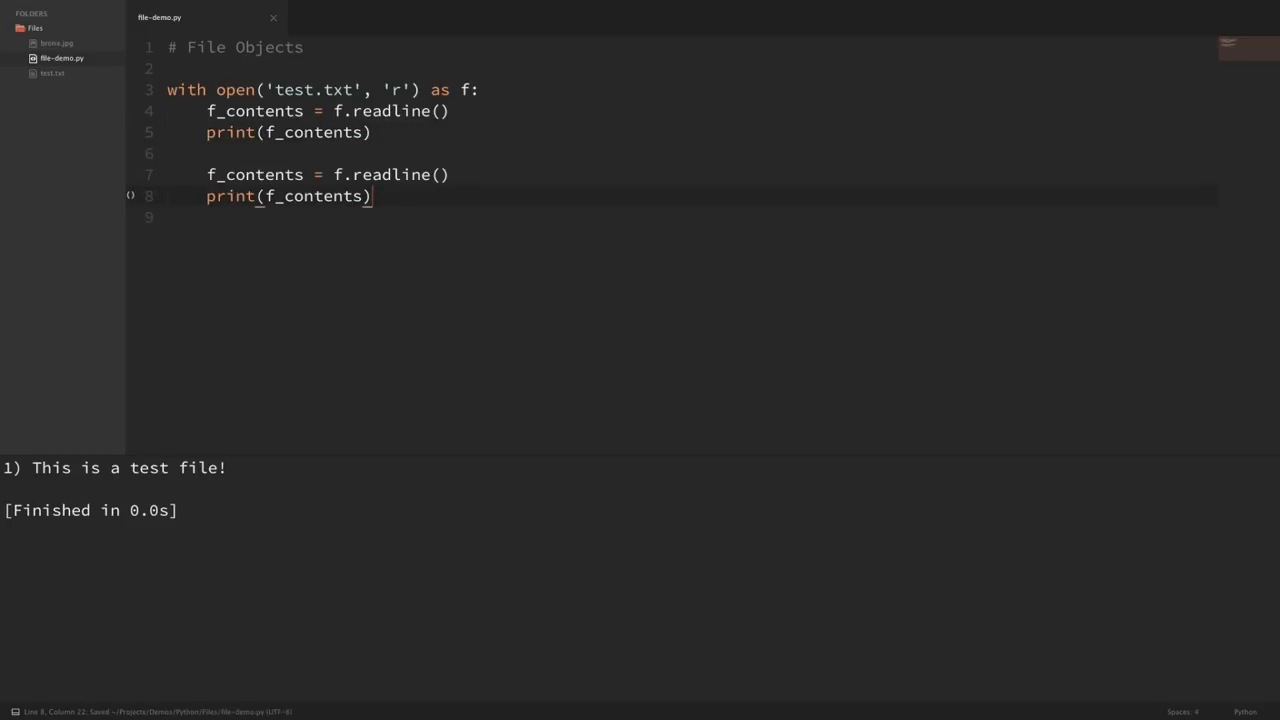 FOLDERS
Files
bronx.jpg
file-demo.py
test.txt
file-demo.py ×
1 # File Objects
2
3 with open('test.txt', 'r') as f:
4     f_contents = f.readline()
5     print(f_contents)
6
7     f_contents = f.readline()
() 8     print(f_contents)
9
1) This is a test file!
[Finished in 0.0s]
Line 8, Column 22: Saved ~/Projects/Demos/Python/Files/file-demo.py (UTF-8) Spaces: 4 Python